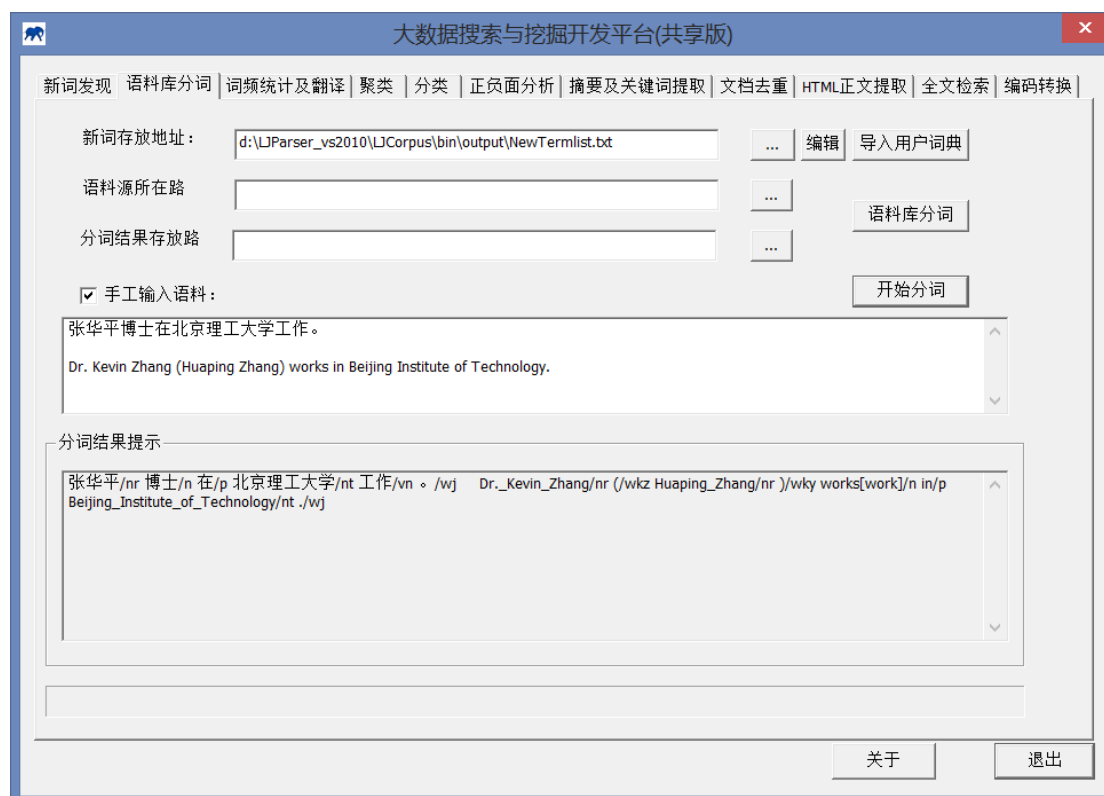 大数据搜索与挖掘开发平台(共享版)
新词发现 语料库分词 词频统计及翻译 聚类 分类 正负面分析 摘要及关键词提取 文档去重 HTML正文提取 全文检索 编码转换
新词存放地址： d:\LJParser_vs2010\LJCorpus\bin\output\NewTermlist.txt ... 编辑 导入用户词典
语料源所在路 ...
语料库分词
分词结果存放路 ...
手工输入语料： 开始分词
张华平博士在北京理工大学工作。
Dr. Kevin Zhang (Huaping Zhang) works in Beijing Institute of Technology.
分词结果提示
张华平/nr 博士/n 在/p 北京理工大学/nt 工作/vn 。/wj Dr._Kevin_Zhang/nr (/wkz Huaping_Zhang/nr )/wky works[work]/n in/p
Beijing_Institute_of_Technology/nt ./wj
关于 退出